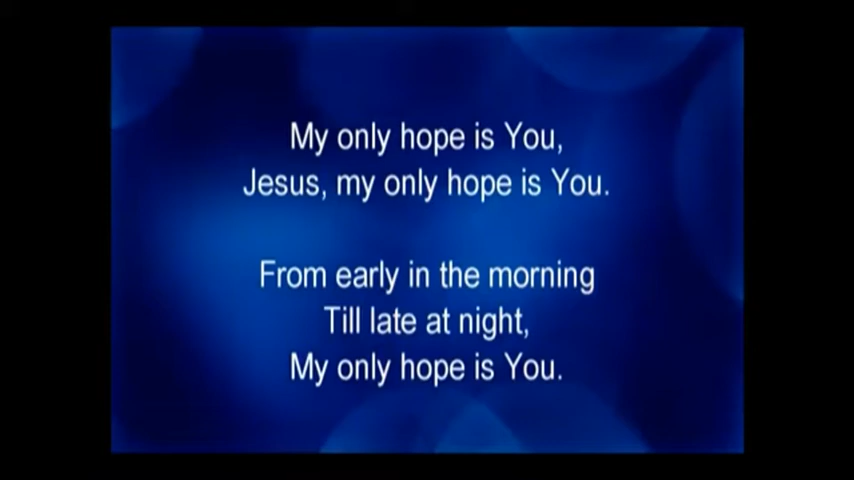 My only hope is You,
Jesus, my only hope is You.
From early in the morning
Till late at night,
My only hope is You.